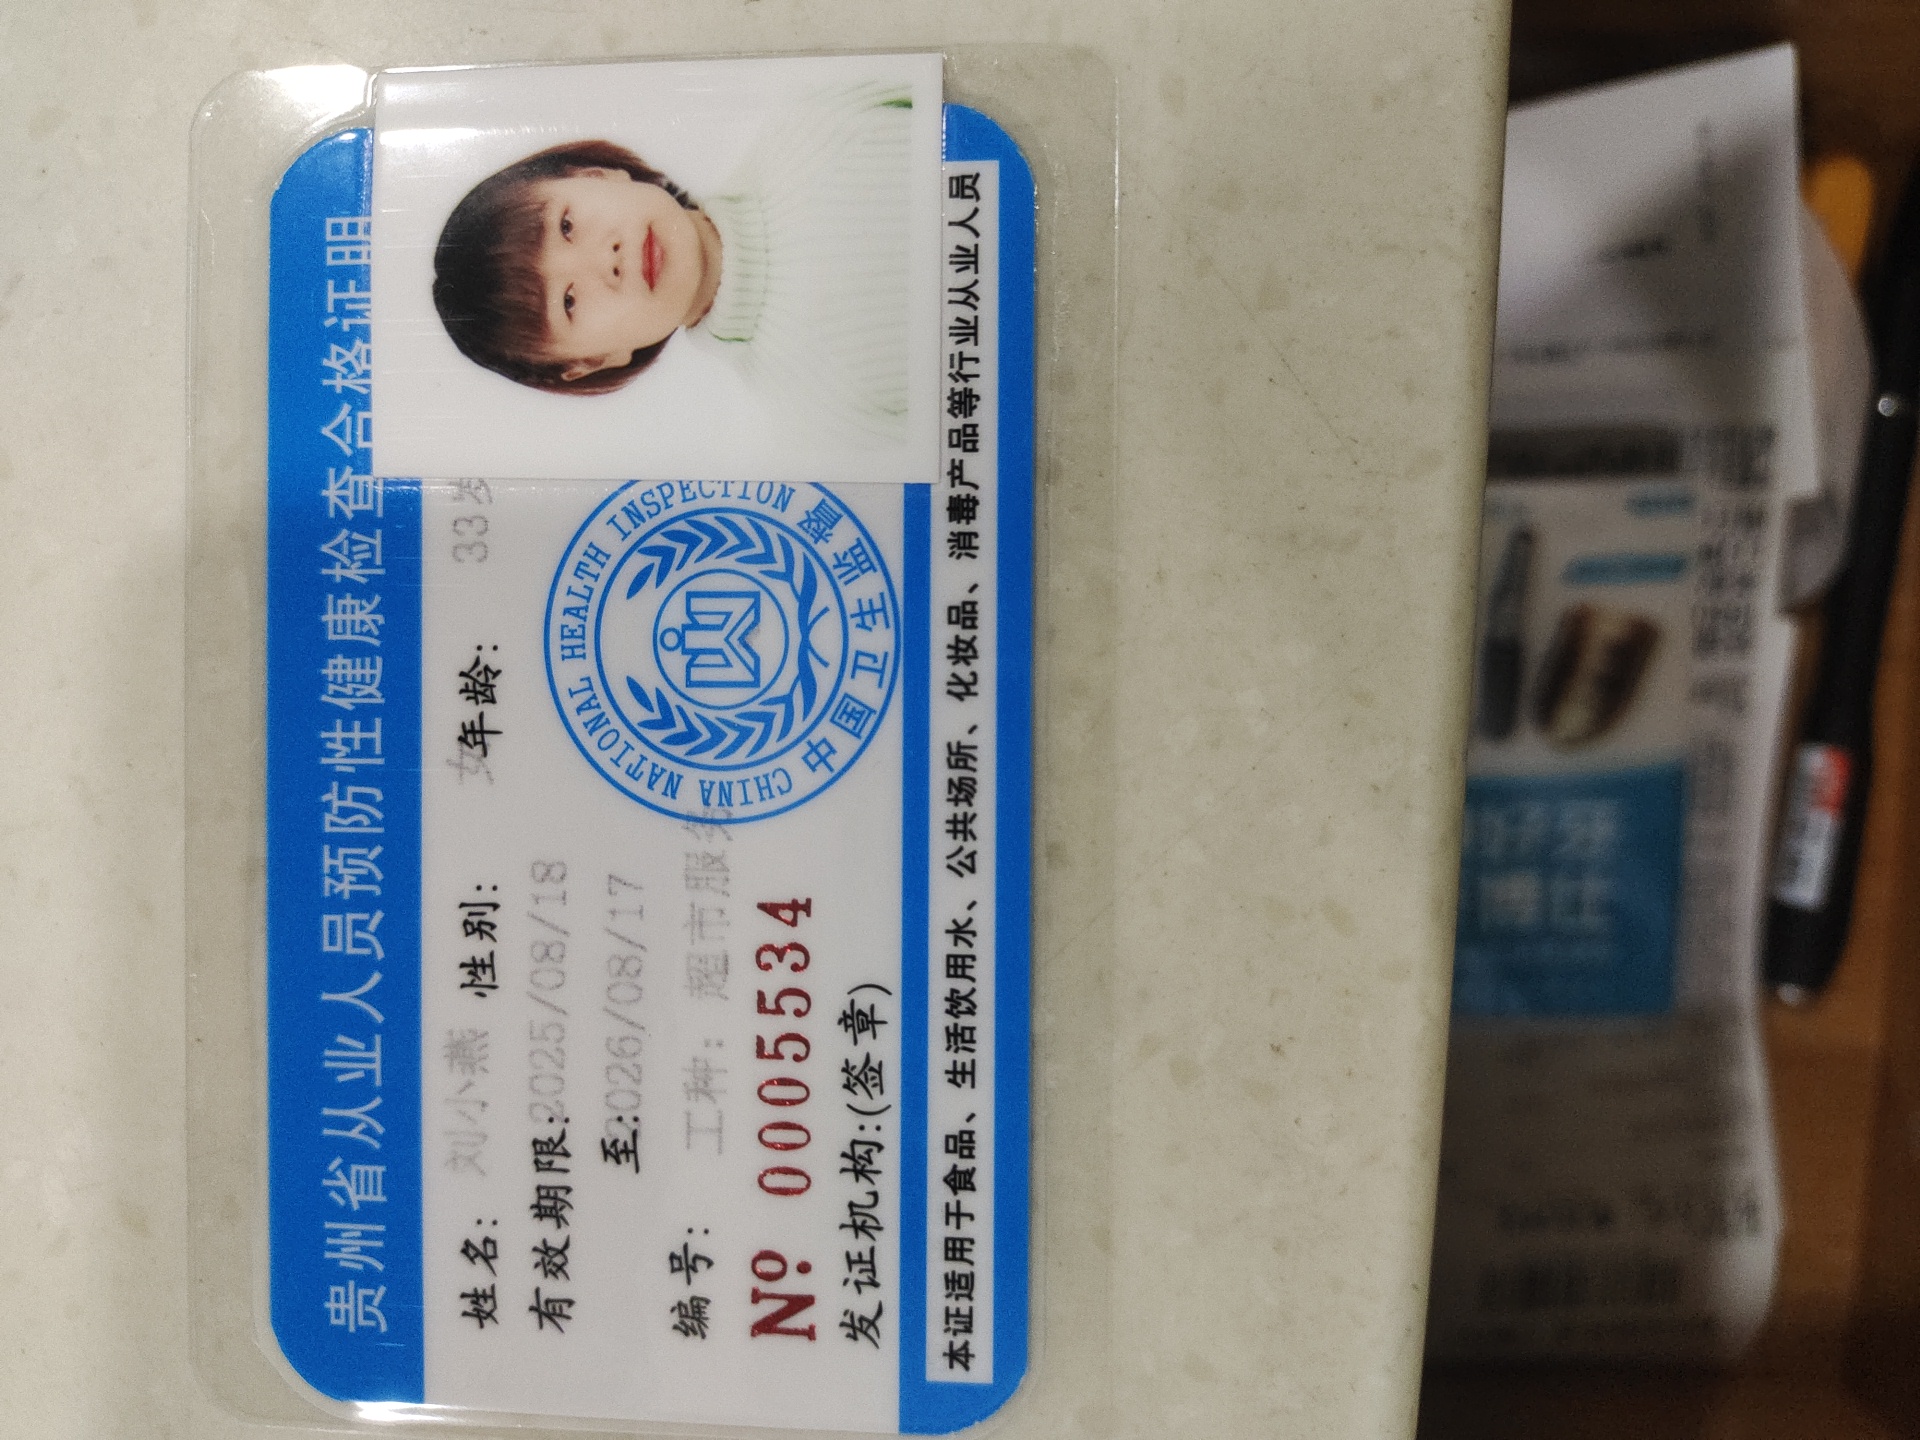 贵州省从业人员预防性健康检查合格证明
姓名: 刘小燕 性别: 女 年龄: 33岁
有效期限: 2025/08/18
至: 2026/08/17
编号: 工种: 超市服务
Nº 0005534
发证机构:(签章)
CHINA NATIONAL HEALTH INSPECTION
中国卫生监督
本证适用于食品、生活饮用水、公共场所、化妆品、消毒产品等行业从业人员